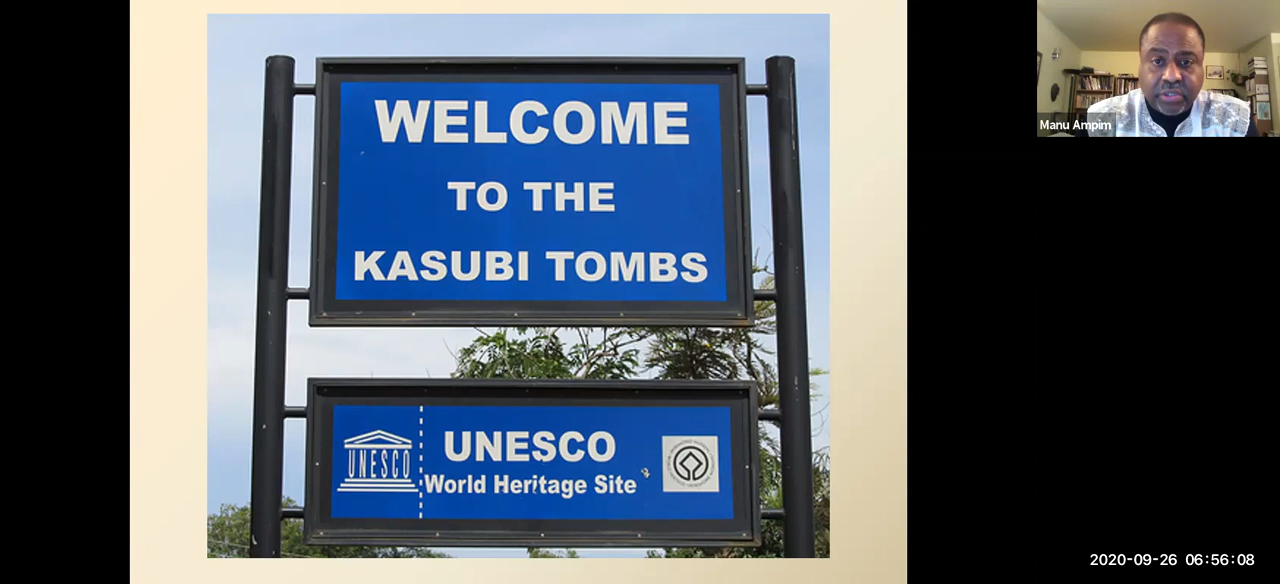 WELCOME
TO THE
KASUBI TOMBS
UNESCO
UNESCO
World Heritage Site
Manu Ampim
2020-09-26 06:56:08